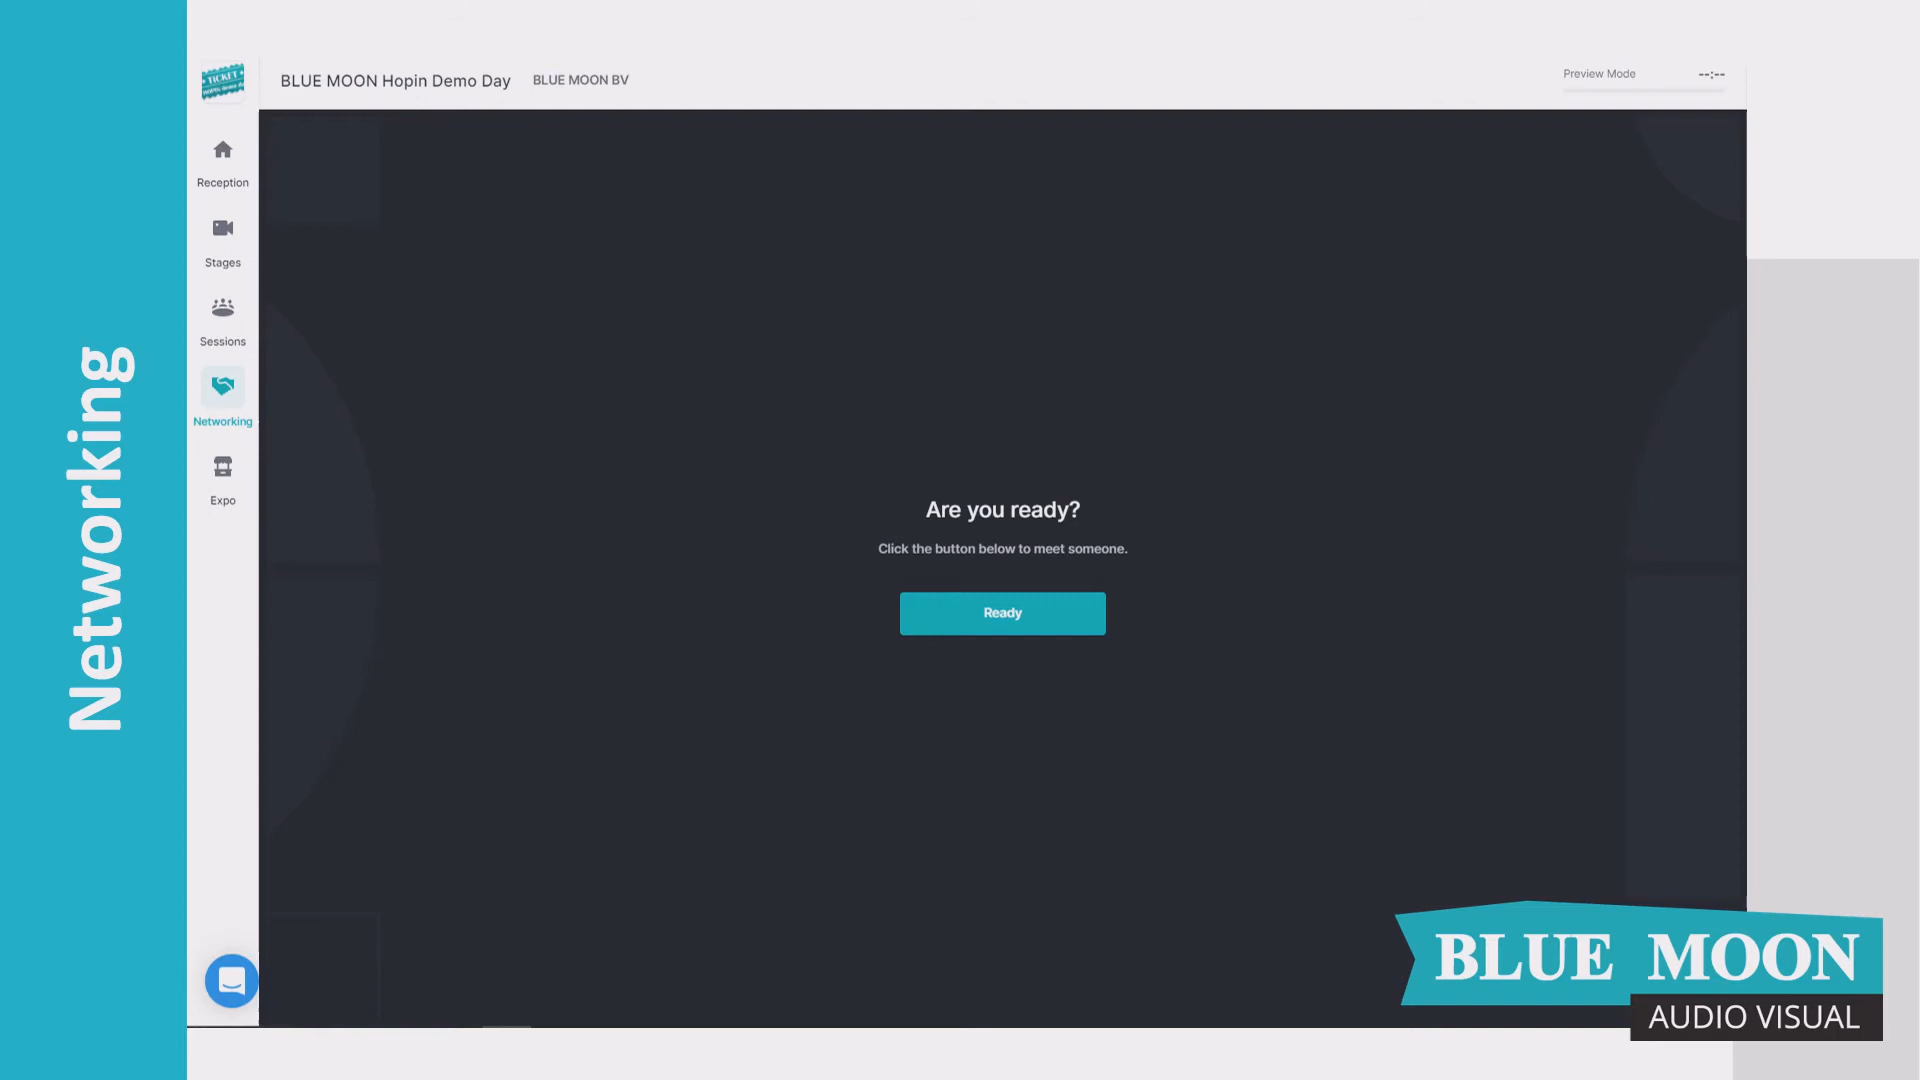 Networking
TICKET
BLUE MOON Hopin Demo Day
BLUE MOON BV
Preview Mode
--:--
Reception
Stages
Sessions
Networking
Expo
Are you ready?
Click the button below to meet someone.
Ready
BLUE MOON
AUDIO VISUAL